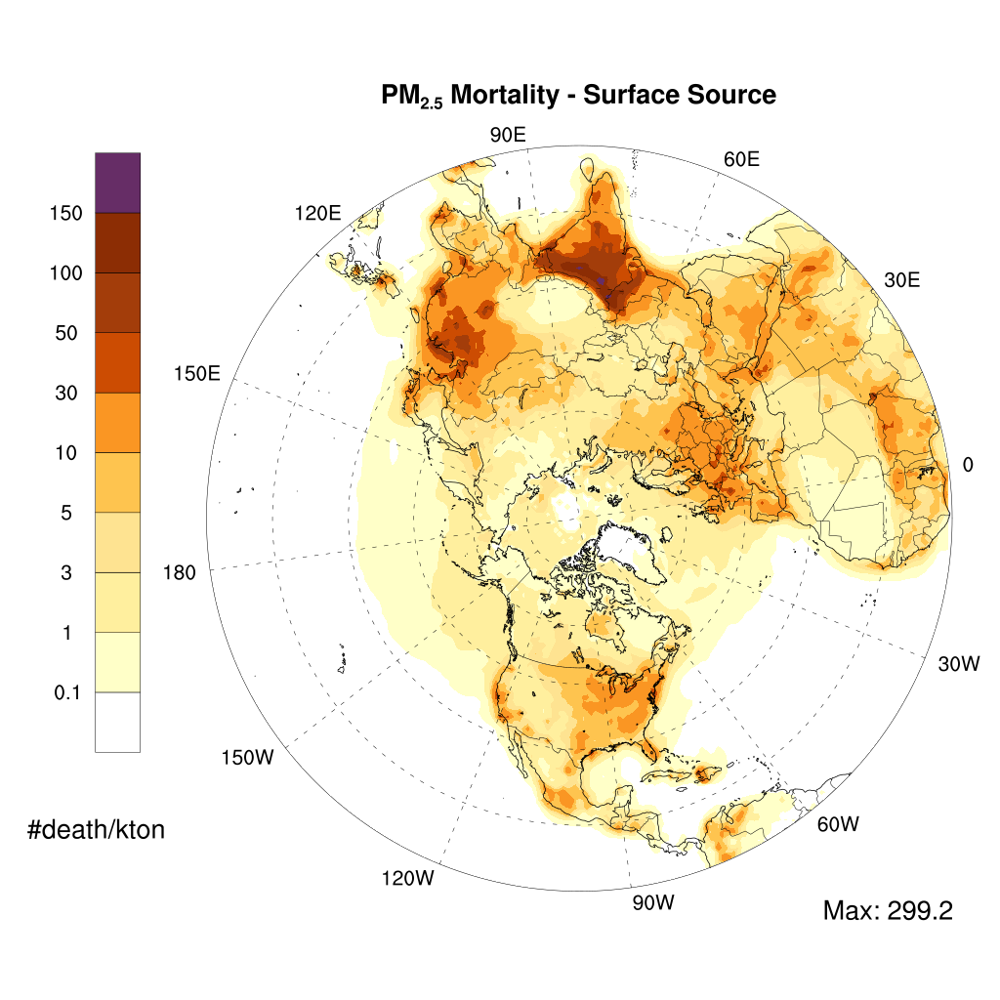 PM2.5 Mortality - Surface Source
90E
60E
120E
150
30E
100
50
150E
30
10
0
5
3
180
1
30W
0.1
150W
60W
#death/kton
120W
90W
Max: 299.2